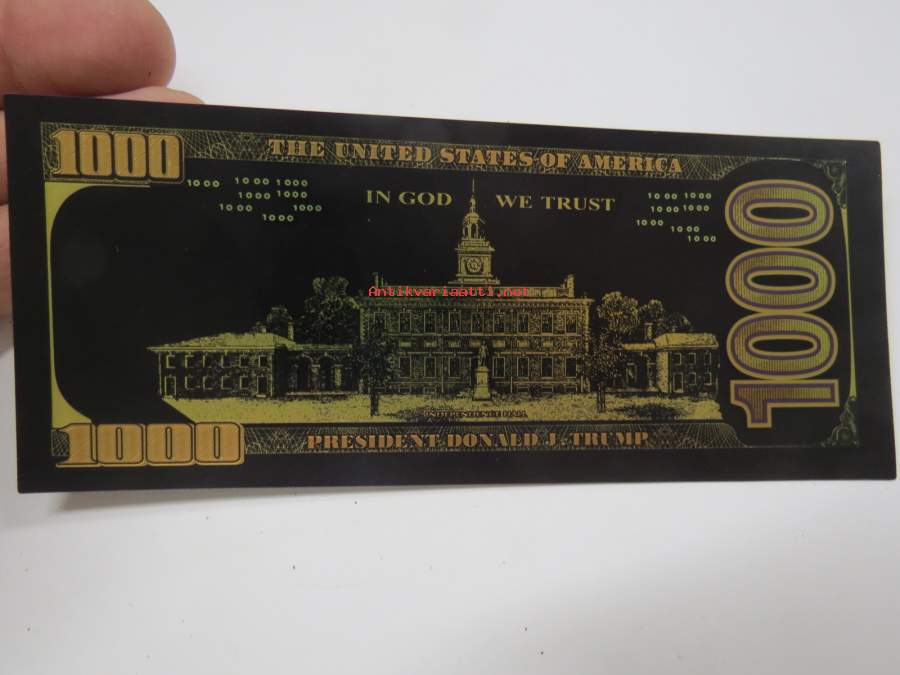 1000
THE UNITED STATES OF AMERICA
1000 1000 1000
1000 1000
1000 1000
1000
IN GOD WE TRUST
1000 1000
1000 1000
1000 1000
1000
1000
Antikvariaatti.net
INDEPENDENCE HALL
1000
PRESIDENT DONALD J. TRUMP